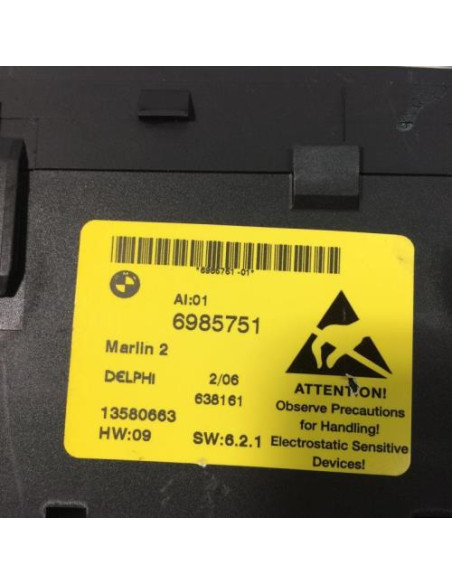 *6985751-01*
AI:01
6985751
Marlin 2
DELPHI 2/06
638161
13580663
HW:09 SW:6.2.1
ATTENTION!
Observe Precautions
for Handling!
Electrostatic Sensitive
Devices!